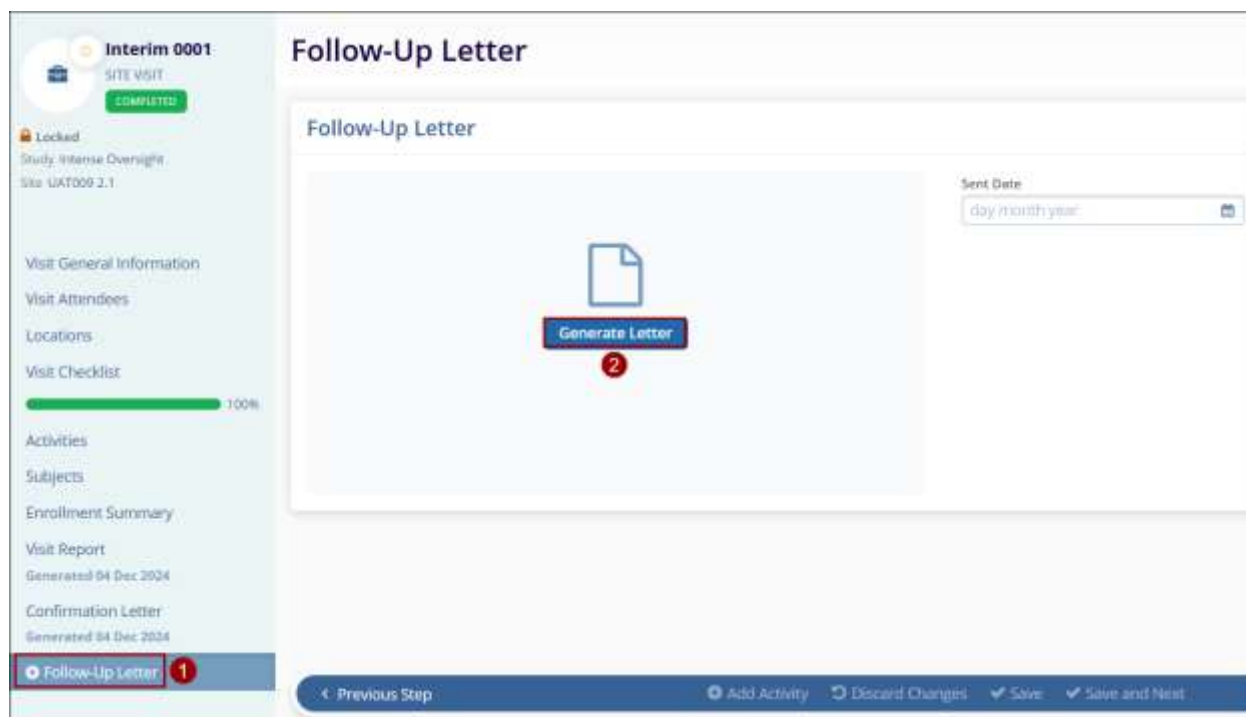 Interim 0001
SITE VISIT
COMPLETED
Locked
Study: Intense Oversight
Site: UAT009 2.1
Visit General Information
Visit Attendees
Locations
Visit Checklist
100%
Activities
Subjects
Enrollment Summary
Visit Report
Generated 04 Dec 2024
Confirmation Letter
Generated 04 Dec 2024
Follow-Up Letter
1
Follow-Up Letter
Follow-Up Letter
Generate Letter
2
Sent Date
day month year
Previous Step
Add Activity
Discard Changes
Save
Save and Next